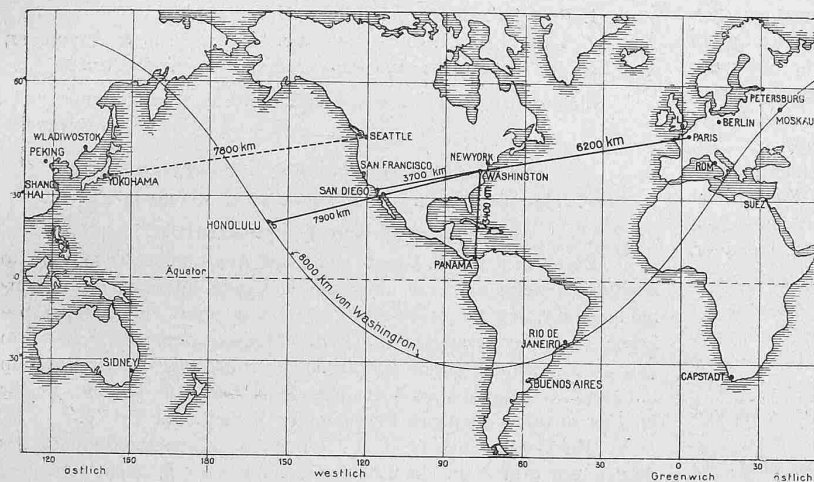 60°
PETERSBURG
BERLIN
MOSKAU
WLADIWOSTOK
PEKING
SEATTLE
7800 km
6200 km
PARIS
NEWYORK
SAN FRANCISCO
3700 km
WASHINGTON
ROM
SHANG
HAI
YOKOHAMA
30°
SAN DIEGO
3400 km
SUEZ
HONOLULU
7900 km
PANAMA
Äquator
0°
8000 km von Washington
RIO DE
JANEIRO
30°
SIDNEY
CAPSTADT
BUENOS AIRES
120 150 180 150 120 90 60 30 0 30
östlich westlich Greenwich östlich